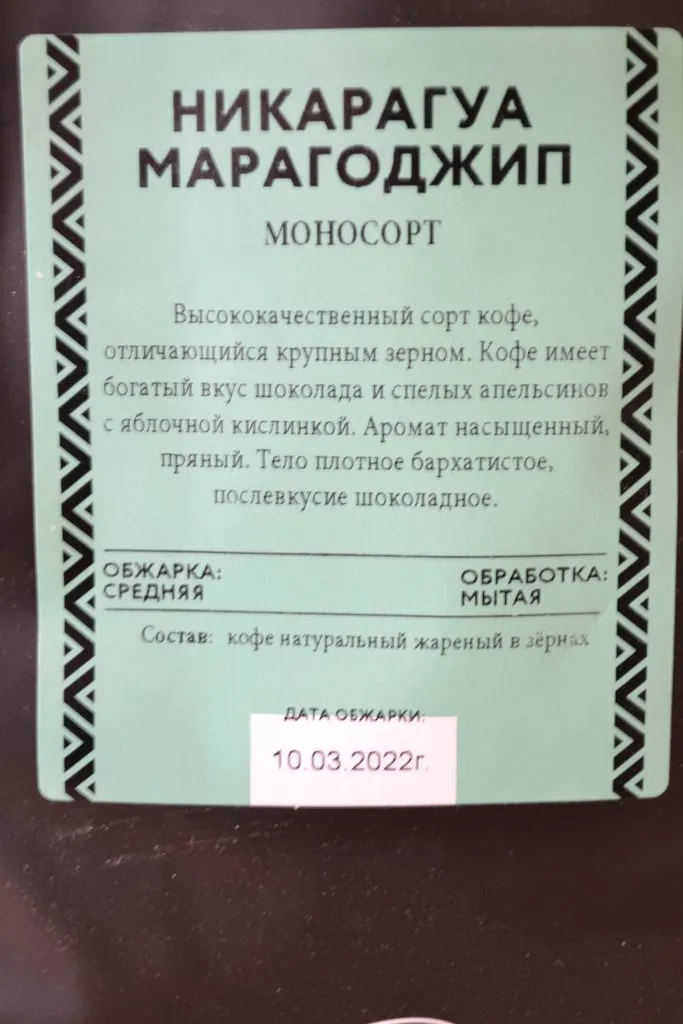 НИКАРАГУА
МАРАГОДЖИП
МОНОСОРТ
Высококачественный сорт кофе,
отличающийся крупным зерном. Кофе имеет
богатый вкус шоколада и спелых апельсинов
с яблочной кислинкой. Аромат насыщенный,
пряный. Тело плотное бархатистое,
послевкусие шоколадное.
ОБЖАРКА:
СРЕДНЯЯ
ОБРАБОТКА:
МЫТАЯ
Состав: кофе натуральный жареный в зёрнах
ДАТА ОБЖАРКИ:
10.03.2022г.